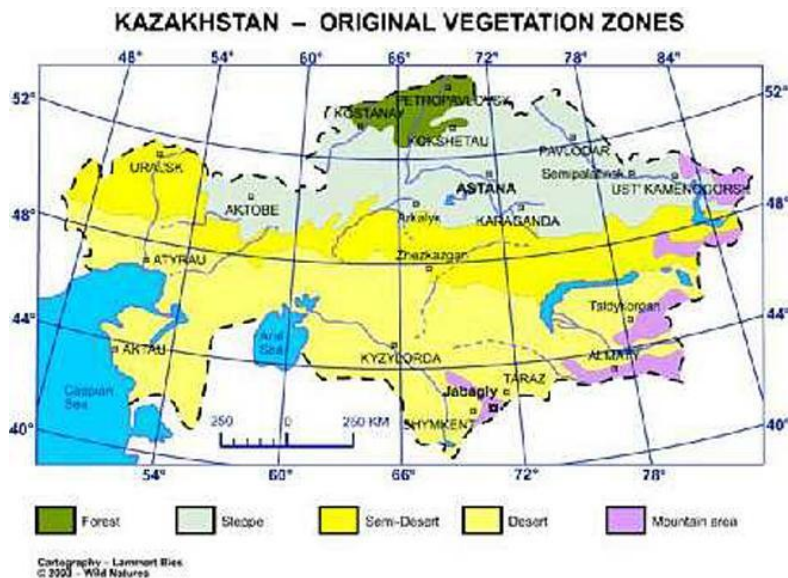 KAZAKHSTAN – ORIGINAL VEGETATION ZONES
48° 54° 60° 66° 72° 78° 84°
52° 52°
PETROPAVLOVSK
KOSTANAY
KOKSHETAU
PAVLODAR
URAL'SK
Semipalatinsk
ASTANA
UST' KAMENOGORSK
AKTOBE
48° 48°
Arkalyk
KARAGANDA
Zhezkazgan
ATYRAU
44° 44°
Taldykorgan
Aral
Sea
AKTAU
KYZYLORDA
ALMATY
TARAZ
Caspian
Sea
Jabagly
SHYMKENT
250 0 250 KM
40° 40°
54° 60° 66° 72° 78°
Forest Steppe Semi-Desert Desert Mountain area
Cartography - Lammert Bies
© 2003 - Wild Natures